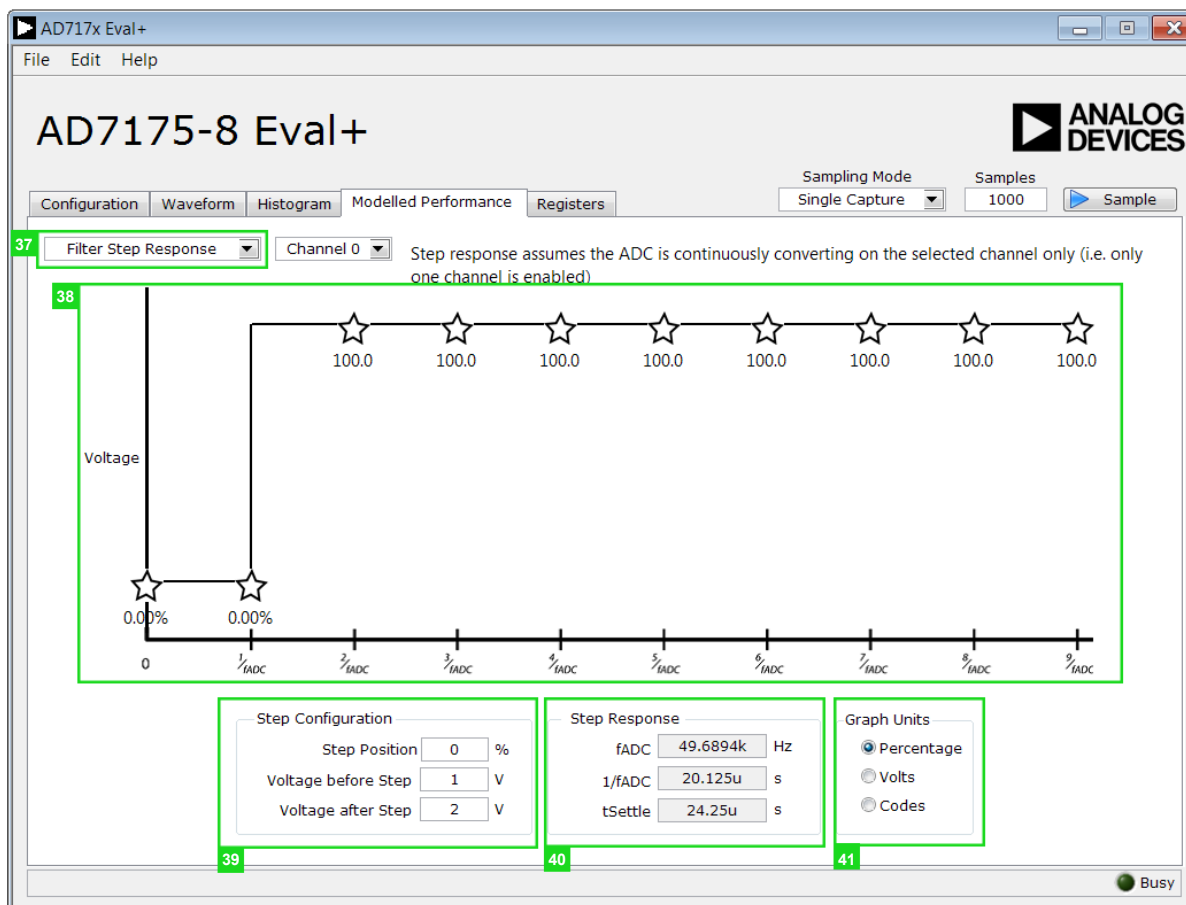 AD717x Eval+
File Edit Help
AD7175-8 Eval+
ANALOG
DEVICES
Sampling Mode Samples
Single Capture 1000 Sample
Configuration Waveform Histogram Modelled Performance Registers
37 Filter Step Response Channel 0 Step response assumes the ADC is continuously converting on the selected channel only (i.e. only
one channel is enabled)
38
100.0 100.0 100.0 100.0 100.0 100.0 100.0 100.0
Voltage
0.00% 0.00%
0 1/fADC 2/fADC 3/fADC 4/fADC 5/fADC 6/fADC 7/fADC 8/fADC 9/fADC
Step Configuration
Step Position 0 %
Voltage before Step 1 V
Voltage after Step 2 V
39
Step Response
fADC 49.6894k Hz
1/fADC 20.125u s
tSettle 24.25u s
40
Graph Units
Percentage
Volts
Codes
41
Busy